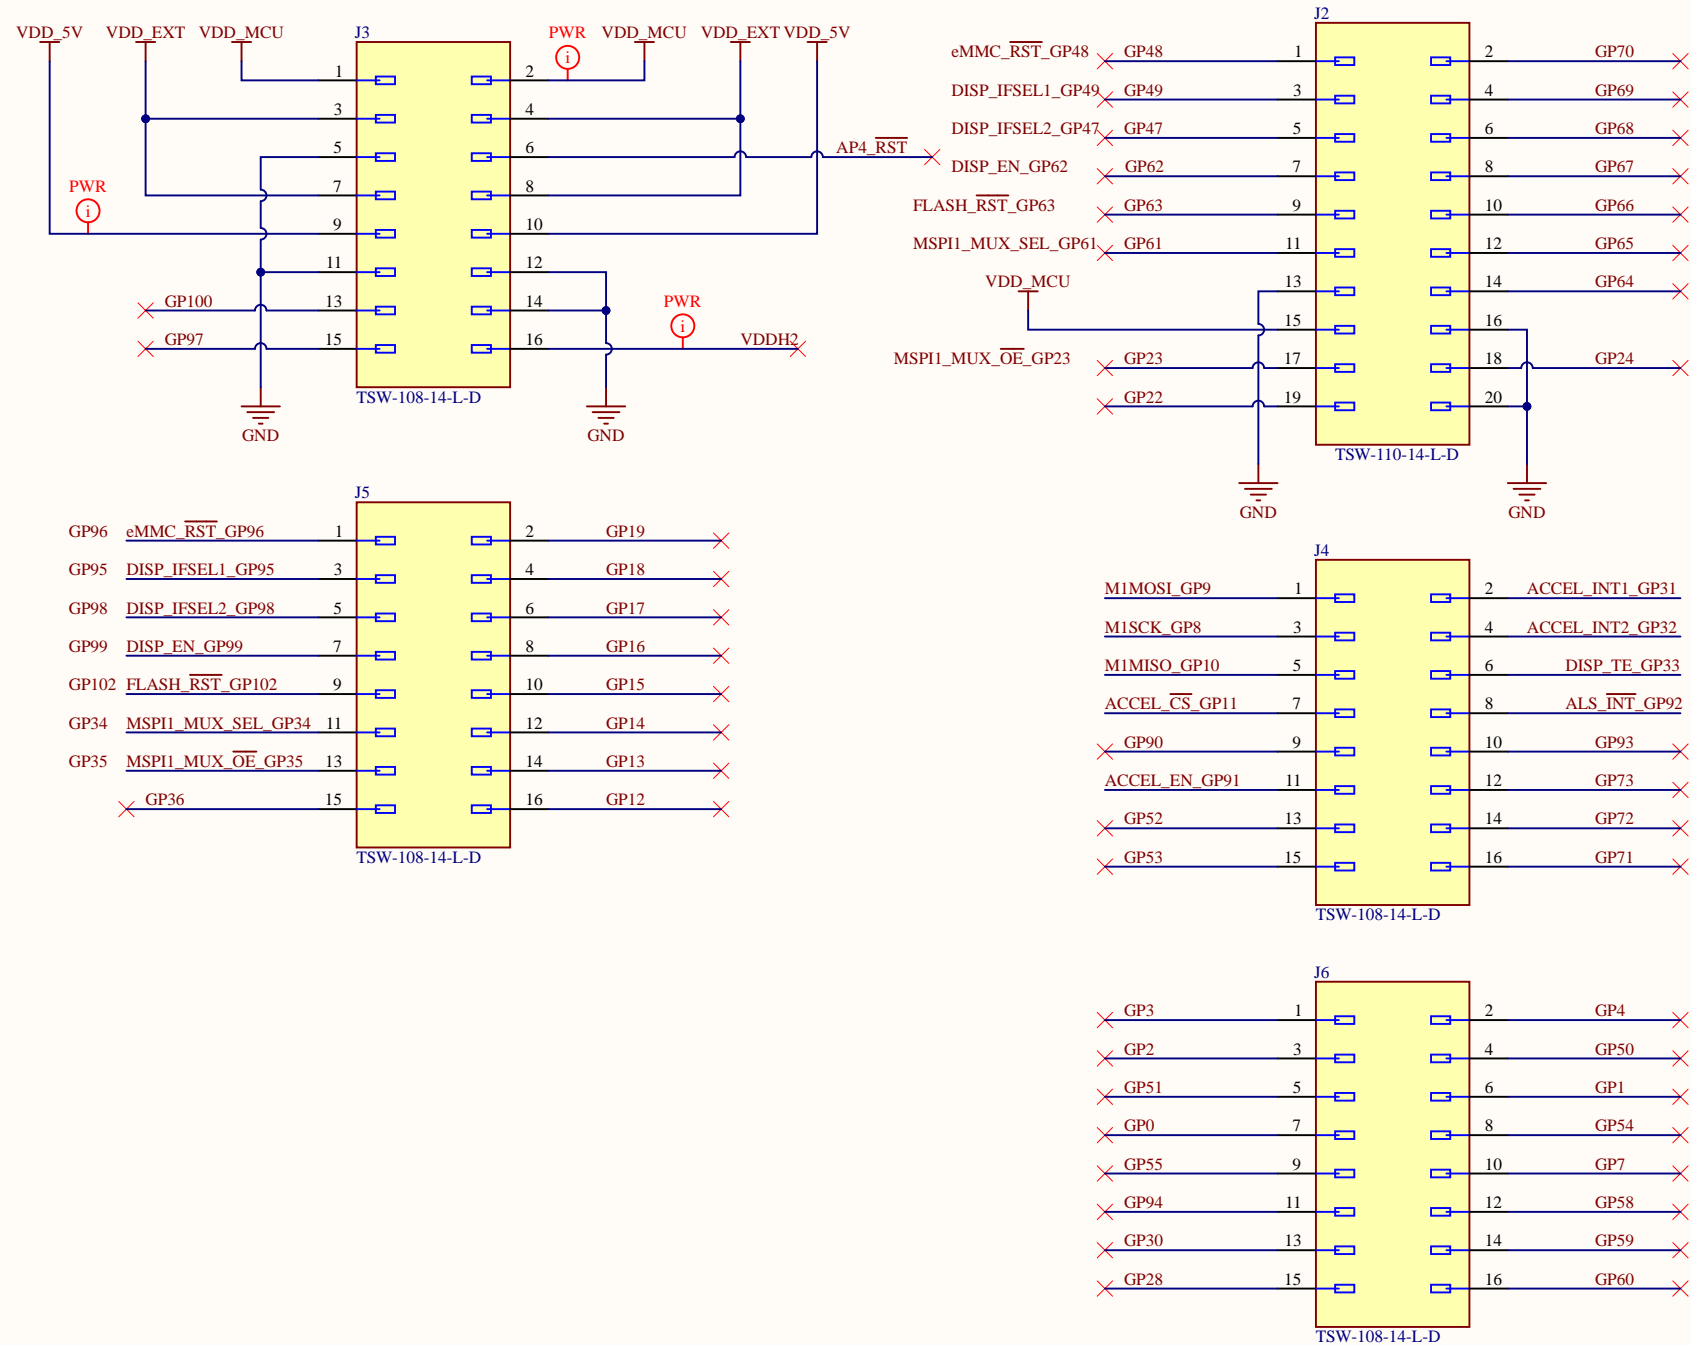 VDD_5V VDD_EXT VDD_MCU J3 PWR VDD_MCU VDD_EXT VDD_5V
i
1 2
3 4
5 6 AP4_RST
7 8
PWR
i
9 10
11 12
GP100 13 14
PWR
i
GP97 15 16 VDDH2
TSW-108-14-L-D
GND GND
J2
eMMC_RST_GP48 GP48 1 2 GP70
DISP_IFSEL1_GP49 GP49 3 4 GP69
DISP_IFSEL2_GP47 GP47 5 6 GP68
DISP_EN_GP62 GP62 7 8 GP67
FLASH_RST_GP63 GP63 9 10 GP66
MSPI1_MUX_SEL_GP61 GP61 11 12 GP65
VDD_MCU 13 14 GP64
15 16
MSPI1_MUX_OE_GP23 GP23 17 18 GP24
GP22 19 20
TSW-110-14-L-D
GND GND
J5
GP96 eMMC_RST_GP96 1 2 GP19
GP95 DISP_IFSEL1_GP95 3 4 GP18
GP98 DISP_IFSEL2_GP98 5 6 GP17
GP99 DISP_EN_GP99 7 8 GP16
GP102 FLASH_RST_GP102 9 10 GP15
GP34 MSPI1_MUX_SEL_GP34 11 12 GP14
GP35 MSPI1_MUX_OE_GP35 13 14 GP13
GP36 15 16 GP12
TSW-108-14-L-D
J4
M1MOSI_GP9 1 2 ACCEL_INT1_GP31
M1SCK_GP8 3 4 ACCEL_INT2_GP32
M1MISO_GP10 5 6 DISP_TE_GP33
ACCEL_CS_GP11 7 8 ALS_INT_GP92
GP90 9 10 GP93
ACCEL_EN_GP91 11 12 GP73
GP52 13 14 GP72
GP53 15 16 GP71
TSW-108-14-L-D
J6
GP3 1 2 GP4
GP2 3 4 GP50
GP51 5 6 GP1
GP0 7 8 GP54
GP55 9 10 GP7
GP94 11 12 GP58
GP30 13 14 GP59
GP28 15 16 GP60
TSW-108-14-L-D